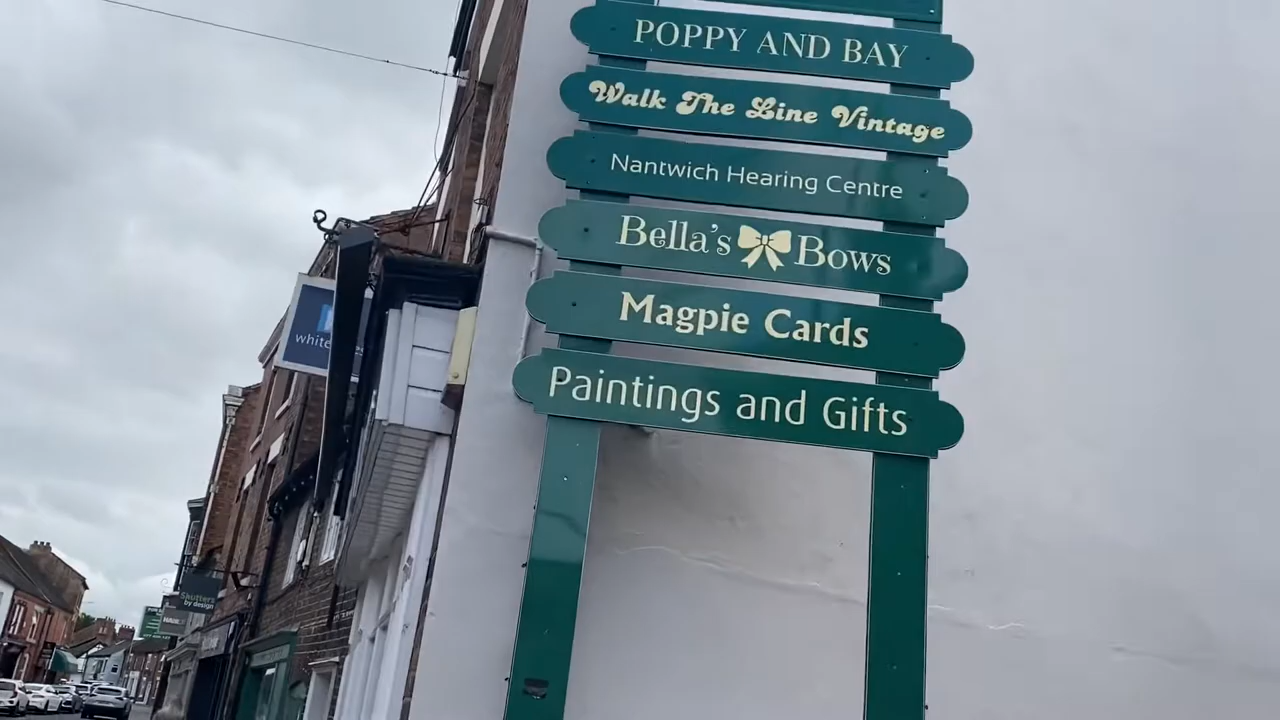 POPPY AND BAY
Walk The Line Vintage
Nantwich Hearing Centre
Bella's Bows
Magpie Cards
Paintings and Gifts
white
Shutters
by design